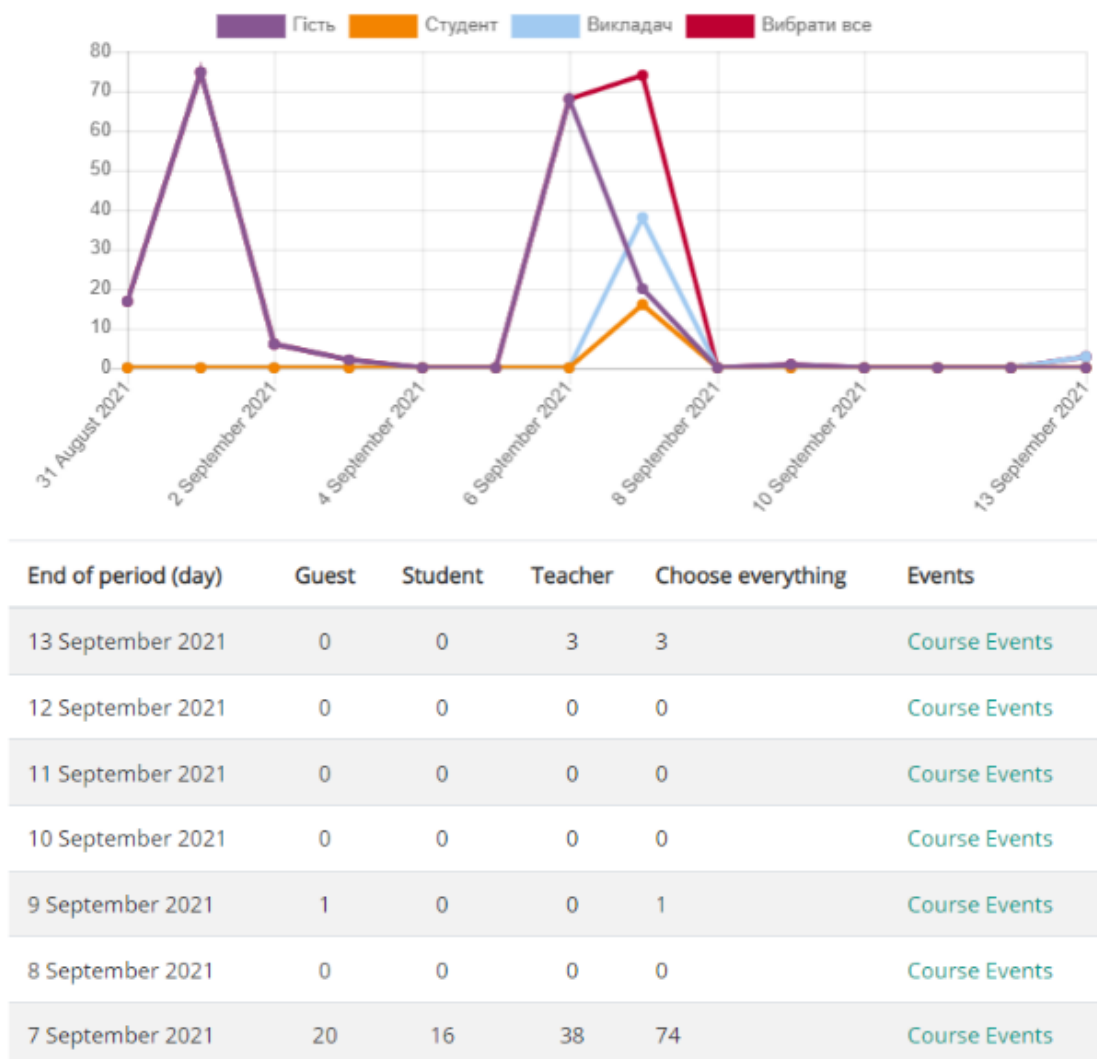 Гість Студент Викладач Вибрати все
80
70
60
50
40
30
20
10
0
31 August 2021 2 September 2021 4 September 2021 6 September 2021 8 September 2021 10 September 2021 13 September 2021
End of period (day) Guest Student Teacher Choose everything Events
13 September 2021 0 0 3 3 Course Events
12 September 2021 0 0 0 0 Course Events
11 September 2021 0 0 0 0 Course Events
10 September 2021 0 0 0 0 Course Events
9 September 2021 1 0 0 1 Course Events
8 September 2021 0 0 0 0 Course Events
7 September 2021 20 16 38 74 Course Events